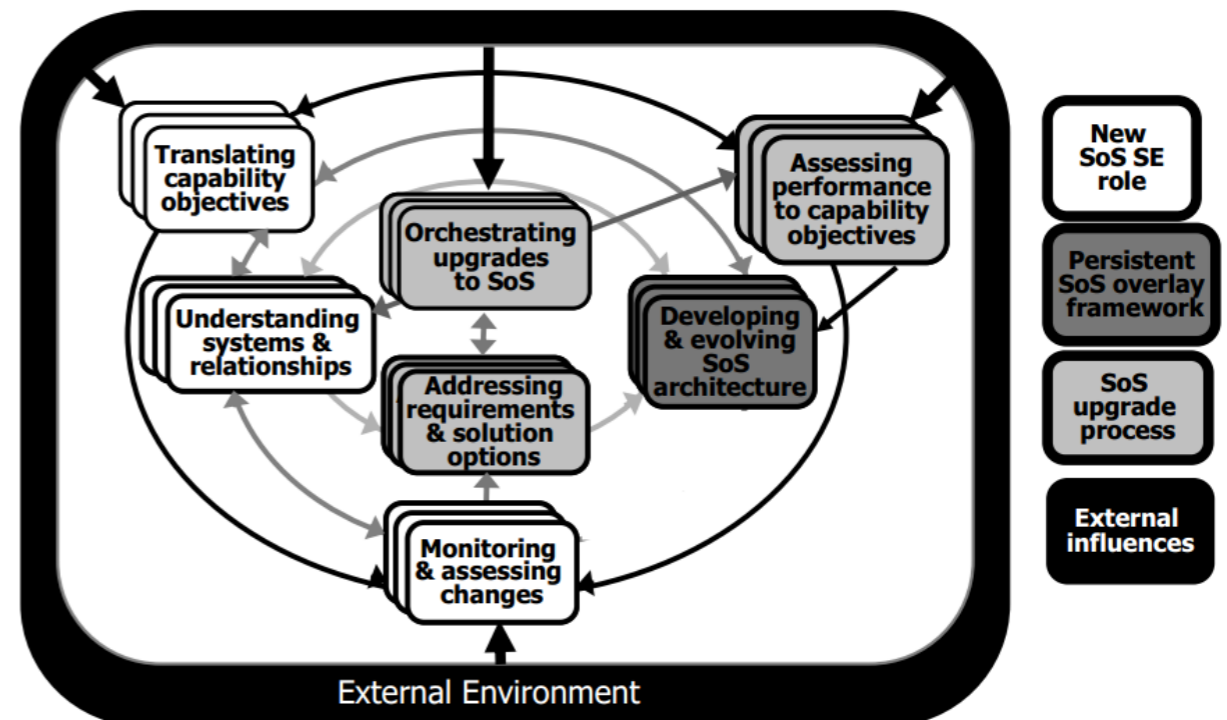 Translating
capability
objectives
Assessing
performance
to capability
objectives
Orchestrating
upgrades
to SoS
Understanding
systems &
relationships
Developing
& evolving
SoS
architecture
Addressing
requirements
& solution
options
Monitoring
& assessing
changes
External Environment
New
SoS SE
role
Persistent
SoS overlay
framework
SoS
upgrade
process
External
influences